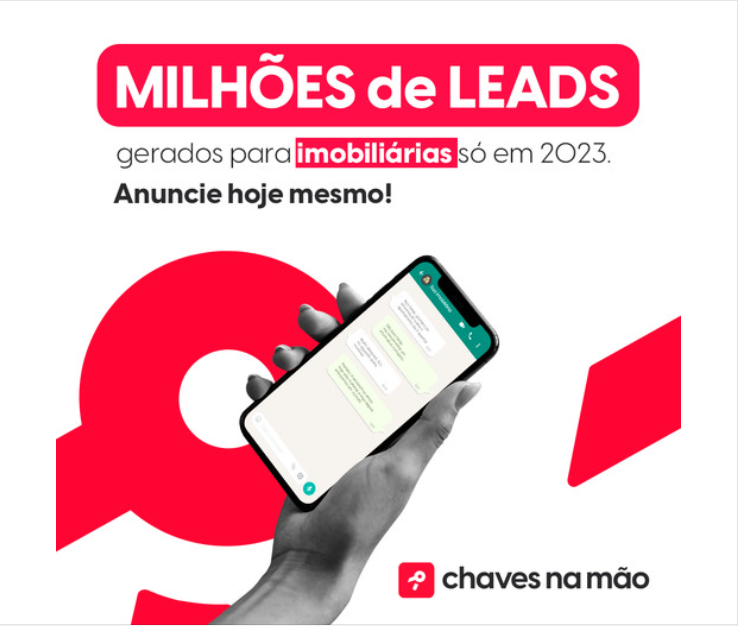 MILHÕES de LEADS
gerados para imobiliárias só em 2023.
Anuncie hoje mesmo!
chaves na mão